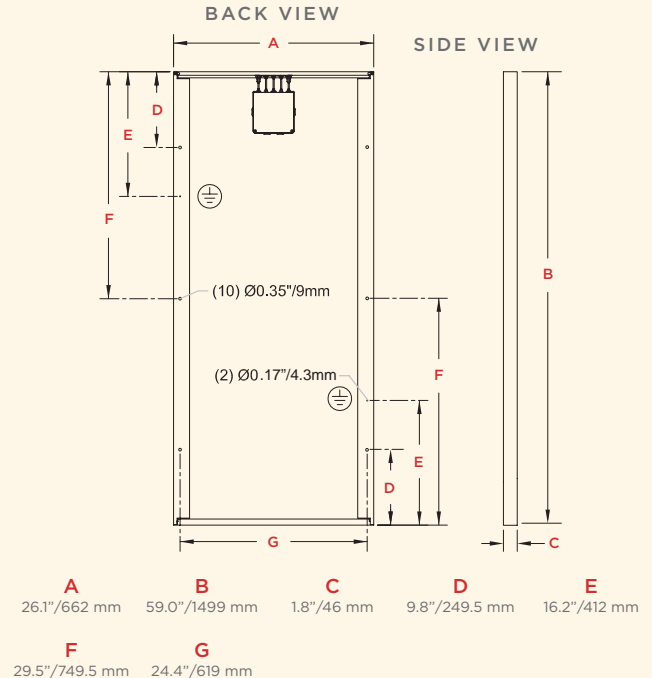 BACK VIEW
A
SIDE VIEW
D
E
F
B
(10) Ø0.35"/9mm
(2) Ø0.17”/4.3mm
F
E
D
G
C
A B C D E
26.1”/662 mm 59.0”/1499 mm 1.8”/46 mm 9.8”/249.5 mm 16.2”/412 mm
F G
29.5”/749.5 mm 24.4”/619 mm